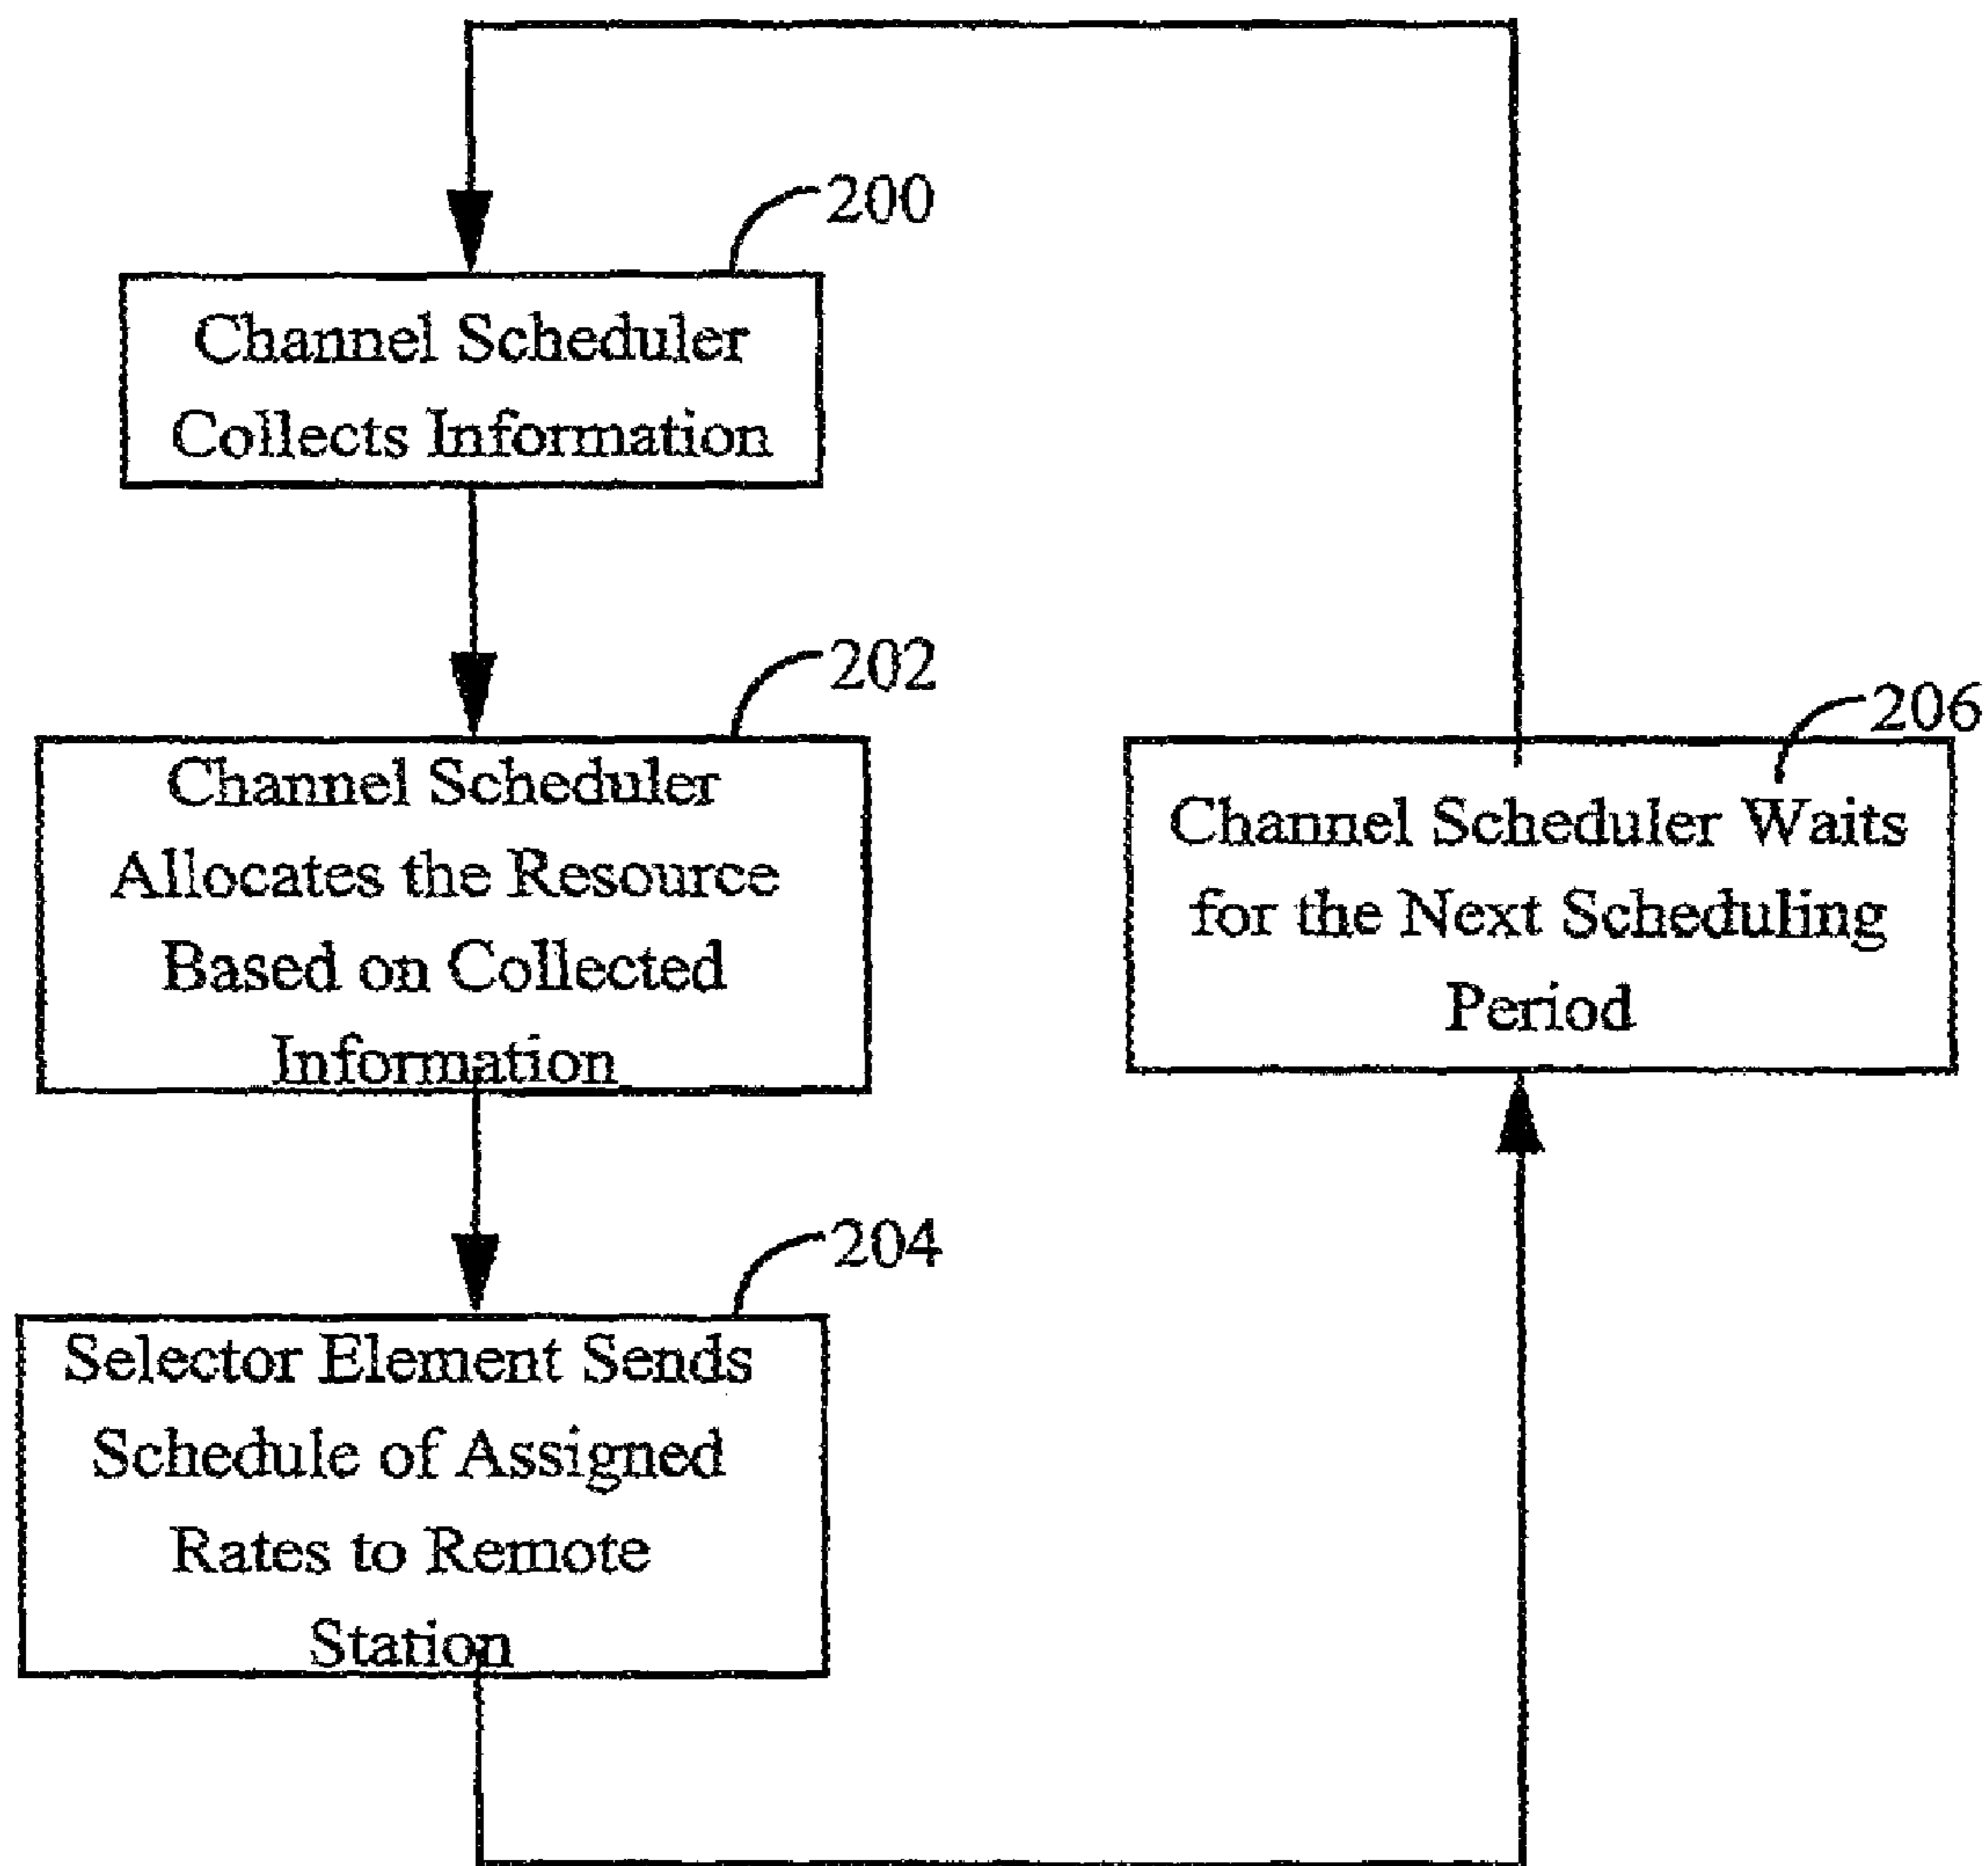 200
Channel Scheduler
Collects Information
202
Channel Scheduler
Allocates the Resource
Based on Collected
Information
204
Selector Element Sends
Schedule of Assigned
Rates to Remote
Station
206
Channel Scheduler Waits
for the Next Scheduling
Period